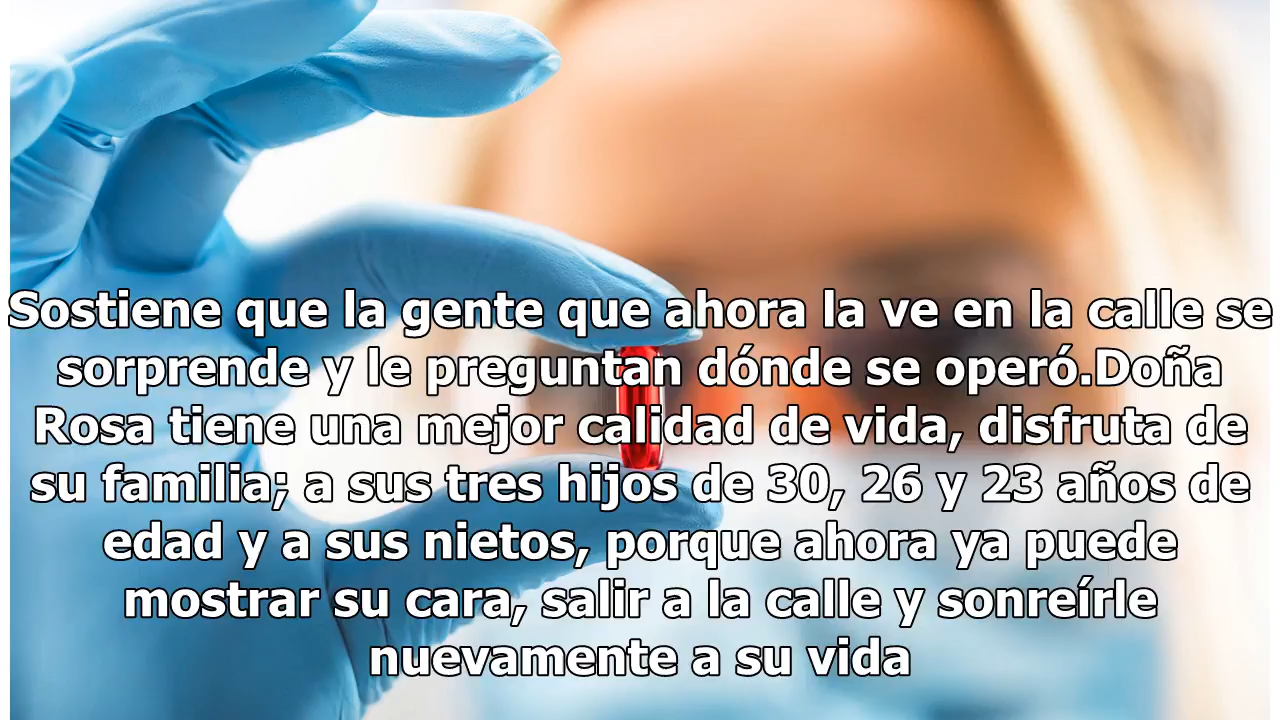 Sostiene que la gente que ahora la ve en la calle se
sorprende y le preguntan dónde se operó.Doña
Rosa tiene una mejor calidad de vida, disfruta de
su familia; a sus tres hijos de 30, 26 y 23 años de
edad y a sus nietos, porque ahora ya puede
mostrar su cara, salir a la calle y sonreírle
nuevamente a su vida